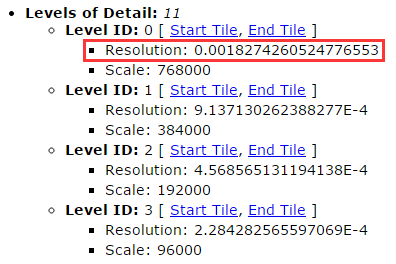 Levels of Detail: 11
Level ID: 0 [ Start Tile, End Tile ]
Resolution: 0.0018274260524776553
Scale: 768000
Level ID: 1 [ Start Tile, End Tile ]
Resolution: 9.137130262388277E-4
Scale: 384000
Level ID: 2 [ Start Tile, End Tile ]
Resolution: 4.568565131194138E-4
Scale: 192000
Level ID: 3 [ Start Tile, End Tile ]
Resolution: 2.284282565597069E-4
Scale: 96000